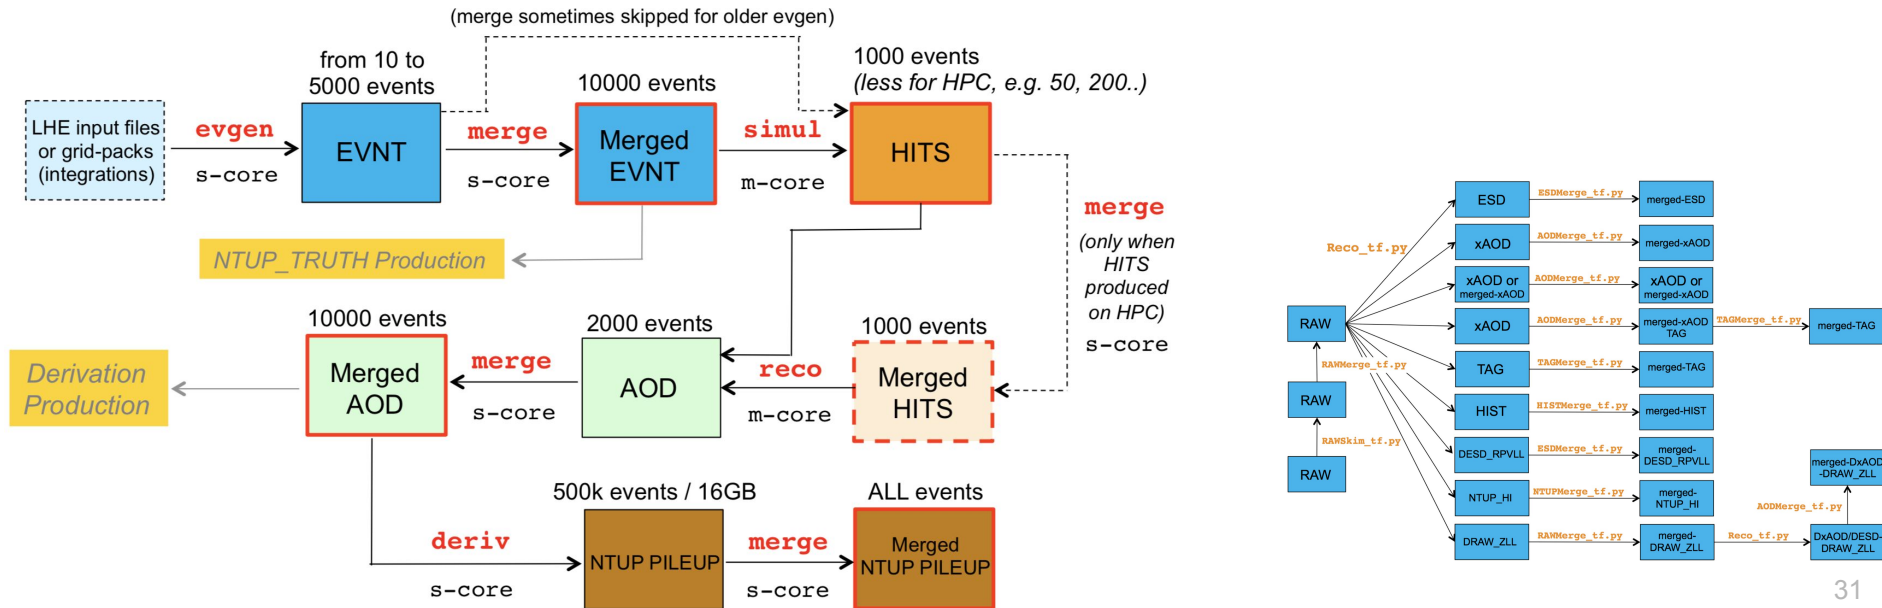 (merge sometimes skipped for older evgen)
from 10 to
5000 events
10000 events
1000 events
(less for HPC, e.g. 50, 200..)
LHE input files
or grid-packs
(integrations)
evgen
s-core
EVNT
merge
s-core
Merged
EVNT
simul
m-core
HITS
merge
(only when
HITS
produced
on HPC)
s-core
NTUP_TRUTH Production
10000 events
2000 events
1000 events
Derivation
Production
Merged
AOD
merge
s-core
AOD
reco
m-core
Merged
HITS
500k events / 16GB
ALL events
deriv
s-core
NTUP PILEUP
merge
s-core
Merged
NTUP PILEUP
Reco_tf.py
RAW
RAWMerge_tf.py
RAW
RAWSkim_tf.py
RAW
ESD
ESDMerge_tf.py
merged-ESD
xAOD
AODMerge_tf.py
merged-xAOD
xAOD or
merged-xAOD
AODMerge_tf.py
xAOD or
merged-xAOD
xAOD
AODMerge_tf.py
merged-xAOD
TAG
TAGMerge_tf.py
merged-TAG
TAG
TAGMerge_tf.py
merged-TAG
HIST
HISTMerge_tf.py
merged-HIST
DESD_RPVLL
ESDMerge_tf.py
merged-
DESD_RPVLL
NTUP_HI
NTUPMerge_tf.py
merged-
NTUP_HI
DRAW_ZLL
RAWMerge_tf.py
merged-
DRAW_ZLL
Reco_tf.py
DxAOD/DESD-
DRAW_ZLL
AODMerge_tf.py
merged-DxAOD
-DRAW_ZLL
31